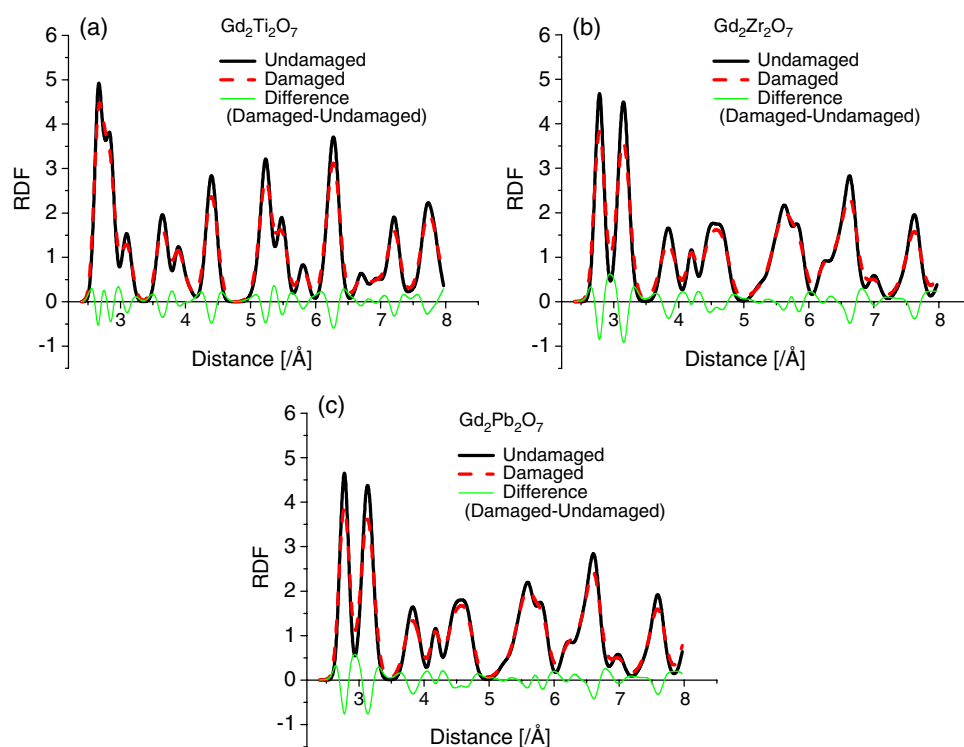 (a)
Gd₂Ti₂O₇
Undamaged
Damaged
Difference
(Damaged-Undamaged)
RDF
6
5
4
3
2
1
0
-1
3 4 5 6 7 8
Distance [/Å]
(b)
Gd₂Zr₂O₇
Undamaged
Damaged
Difference
(Damaged-Undamaged)
RDF
6
5
4
3
2
1
0
-1
3 4 5 6 7 8
Distance [/Å]
(c)
Gd₂Pb₂O₇
Undamaged
Damaged
Difference
(Damaged-Undamaged)
RDF
6
5
4
3
2
1
0
-1
3 4 5 6 7 8
Distance [/Å]